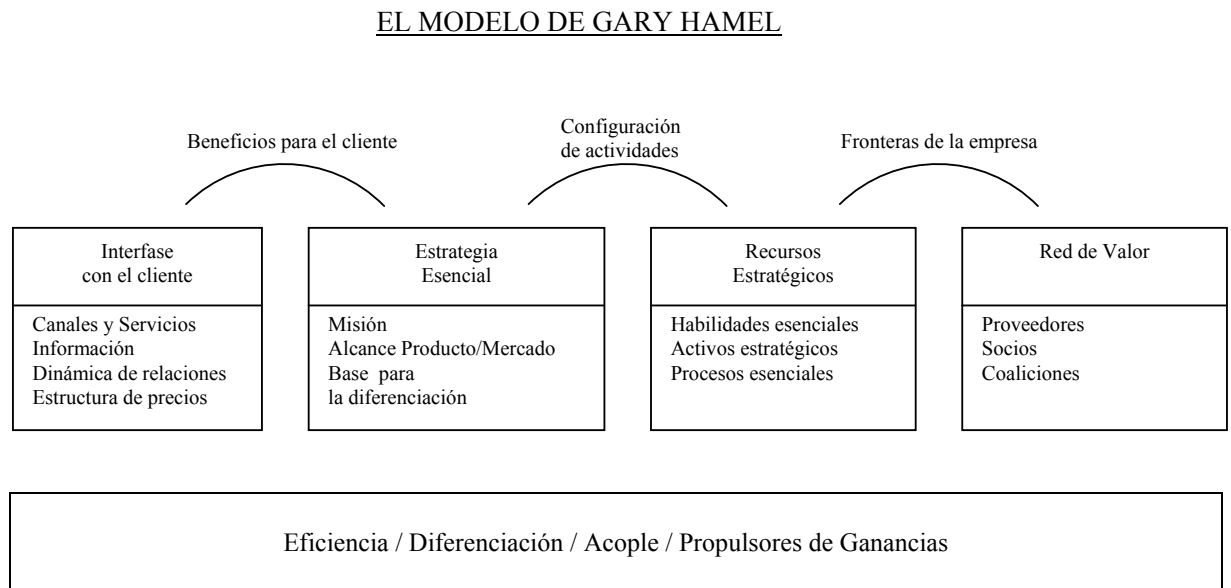 EL MODELO DE GARY HAMEL
Beneficios para el cliente
Configuración
de actividades
Fronteras de la empresa
Interfase
con el cliente
Canales y Servicios
Información
Dinámica de relaciones
Estructura de precios
Estrategia
Esencial
Misión
Alcance Producto/Mercado
Base para
la diferenciación
Recursos
Estratégicos
Habilidades esenciales
Activos estratégicos
Procesos esenciales
Red de Valor
Proveedores
Socios
Coaliciones
Eficiencia / Diferenciación / Acople / Propulsores de Ganancias